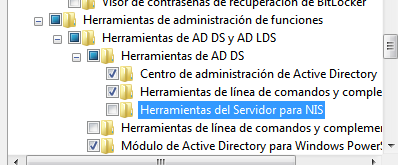 Visor de contraseñas de recuperación de BitLocker
Herramientas de administración de funciones
Herramientas de AD DS y AD LDS
Herramientas de AD DS
Centro de administración de Active Directory
Herramientas de línea de comandos y comple
Herramientas del Servidor para NIS
Herramientas de línea de comandos y complemen
Módulo de Active Directory para Windows PowerS